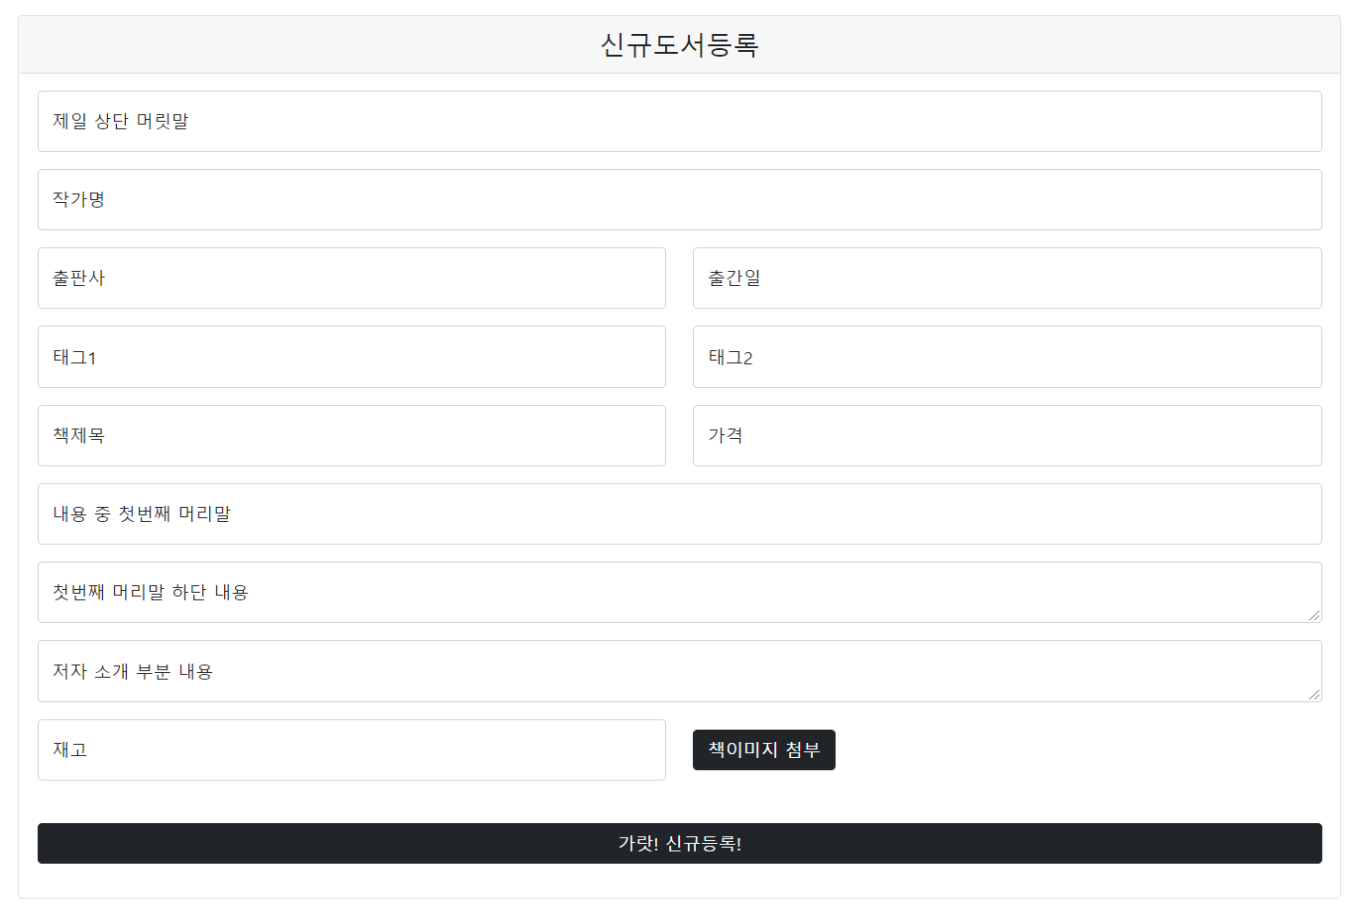 신규도서등록
제일 상단 머릿말
작가명
출판사
출간일
태그1
태그2
책제목
가격
내용 중 첫번째 머리말
첫번째 머리말 하단 내용
저자 소개 부분 내용
재고
책이미지 첨부
가랏! 신규등록!